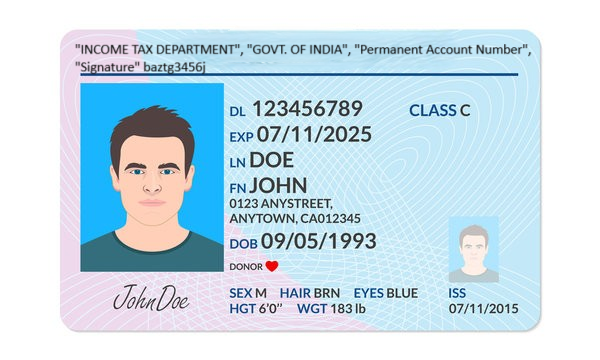 "INCOME TAX DEPARTMENT", "GOVT. OF INDIA", "Permanent Account Number",
"Signature" baztg3456j
DL 123456789 CLASS C
EXP 07/11/2025
LN DOE
FN JOHN
0123 ANYSTREET,
ANYTOWN, CA012345
DOB 09/05/1993
DONOR
JohnDoe
SEX M HAIR BRN EYES BLUE ISS
HGT 6'0'' WGT 183 lb 07/11/2015